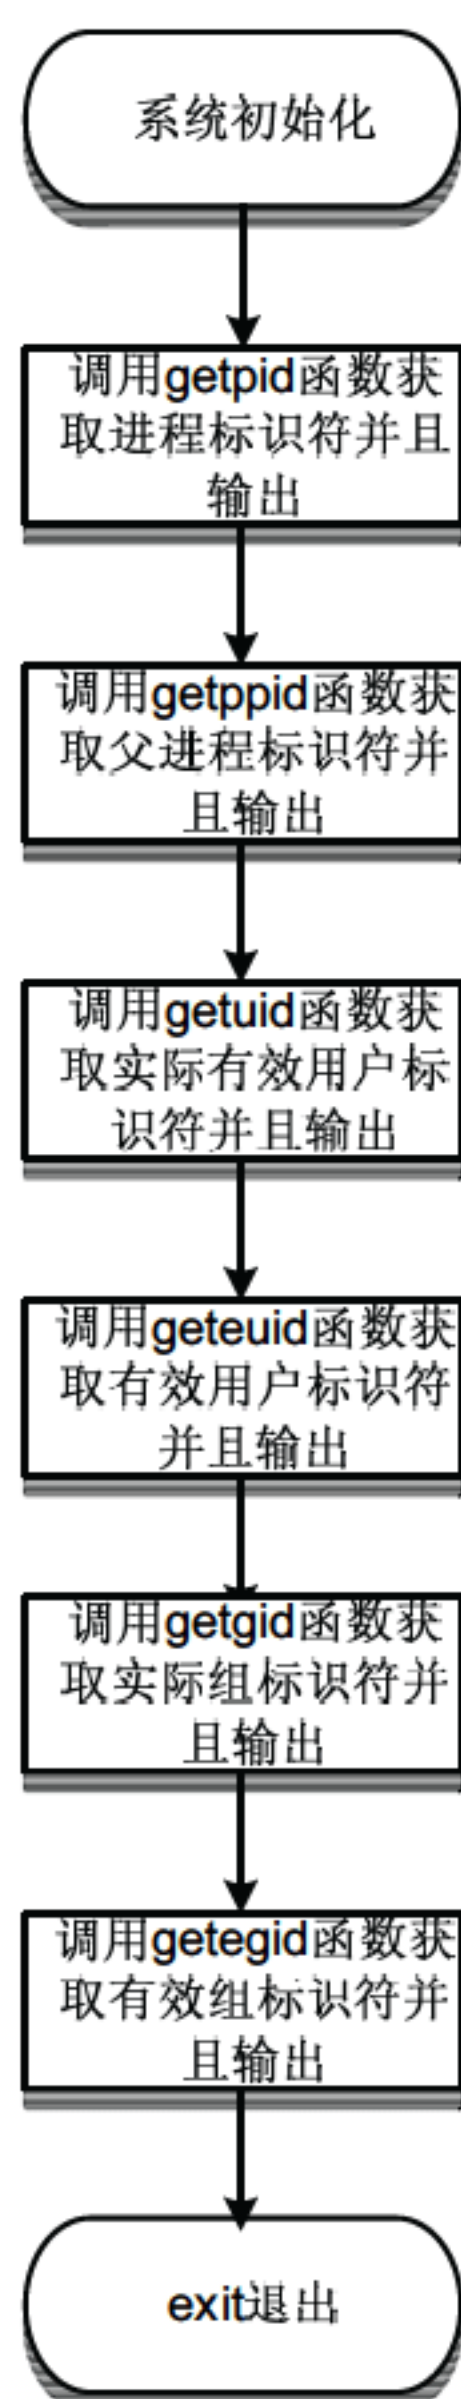 系统初始化
调用getpid函数获
取进程标识符并且
输出
调用getppid函数获
取父进程标识符并
且输出
调用getuid函数获
取实际有效用户标
识符并且输出
调用geteuid函数获
取有效用户标识符
并且输出
调用getgid函数获
取实际组标识符并
且输出
调用getegid函数获
取有效组标识符并
且输出
exit退出